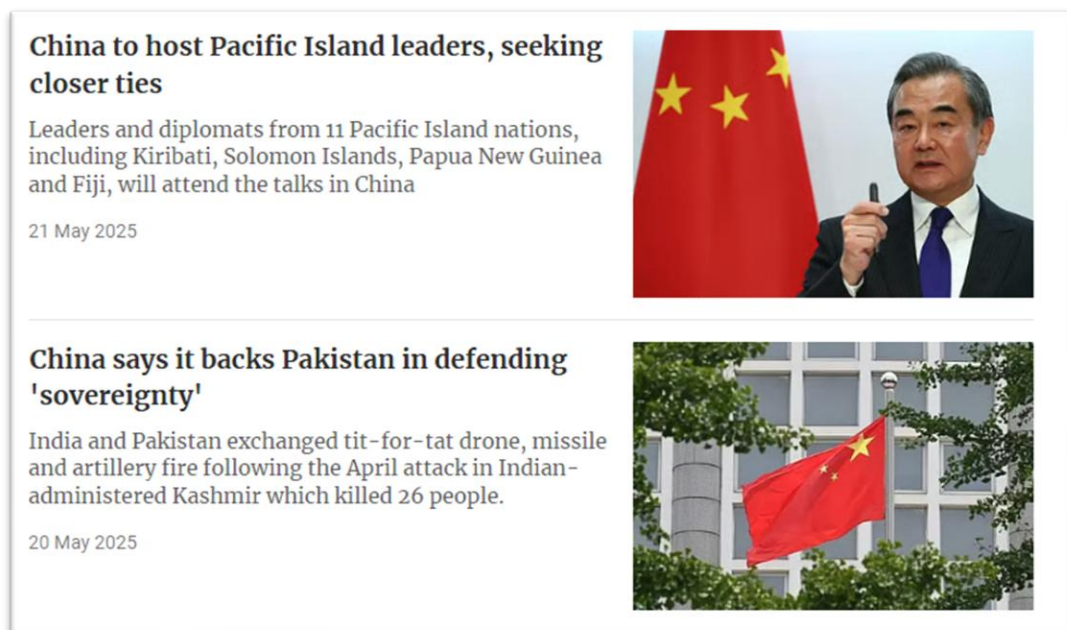 China to host Pacific Island leaders, seeking
closer ties
Leaders and diplomats from 11 Pacific Island nations,
including Kiribati, Solomon Islands, Papua New Guinea
and Fiji, will attend the talks in China
21 May 2025
China says it backs Pakistan in defending
'sovereignty'
India and Pakistan exchanged tit-for-tat drone, missile
and artillery fire following the April attack in Indian-
administered Kashmir which killed 26 people.
20 May 2025